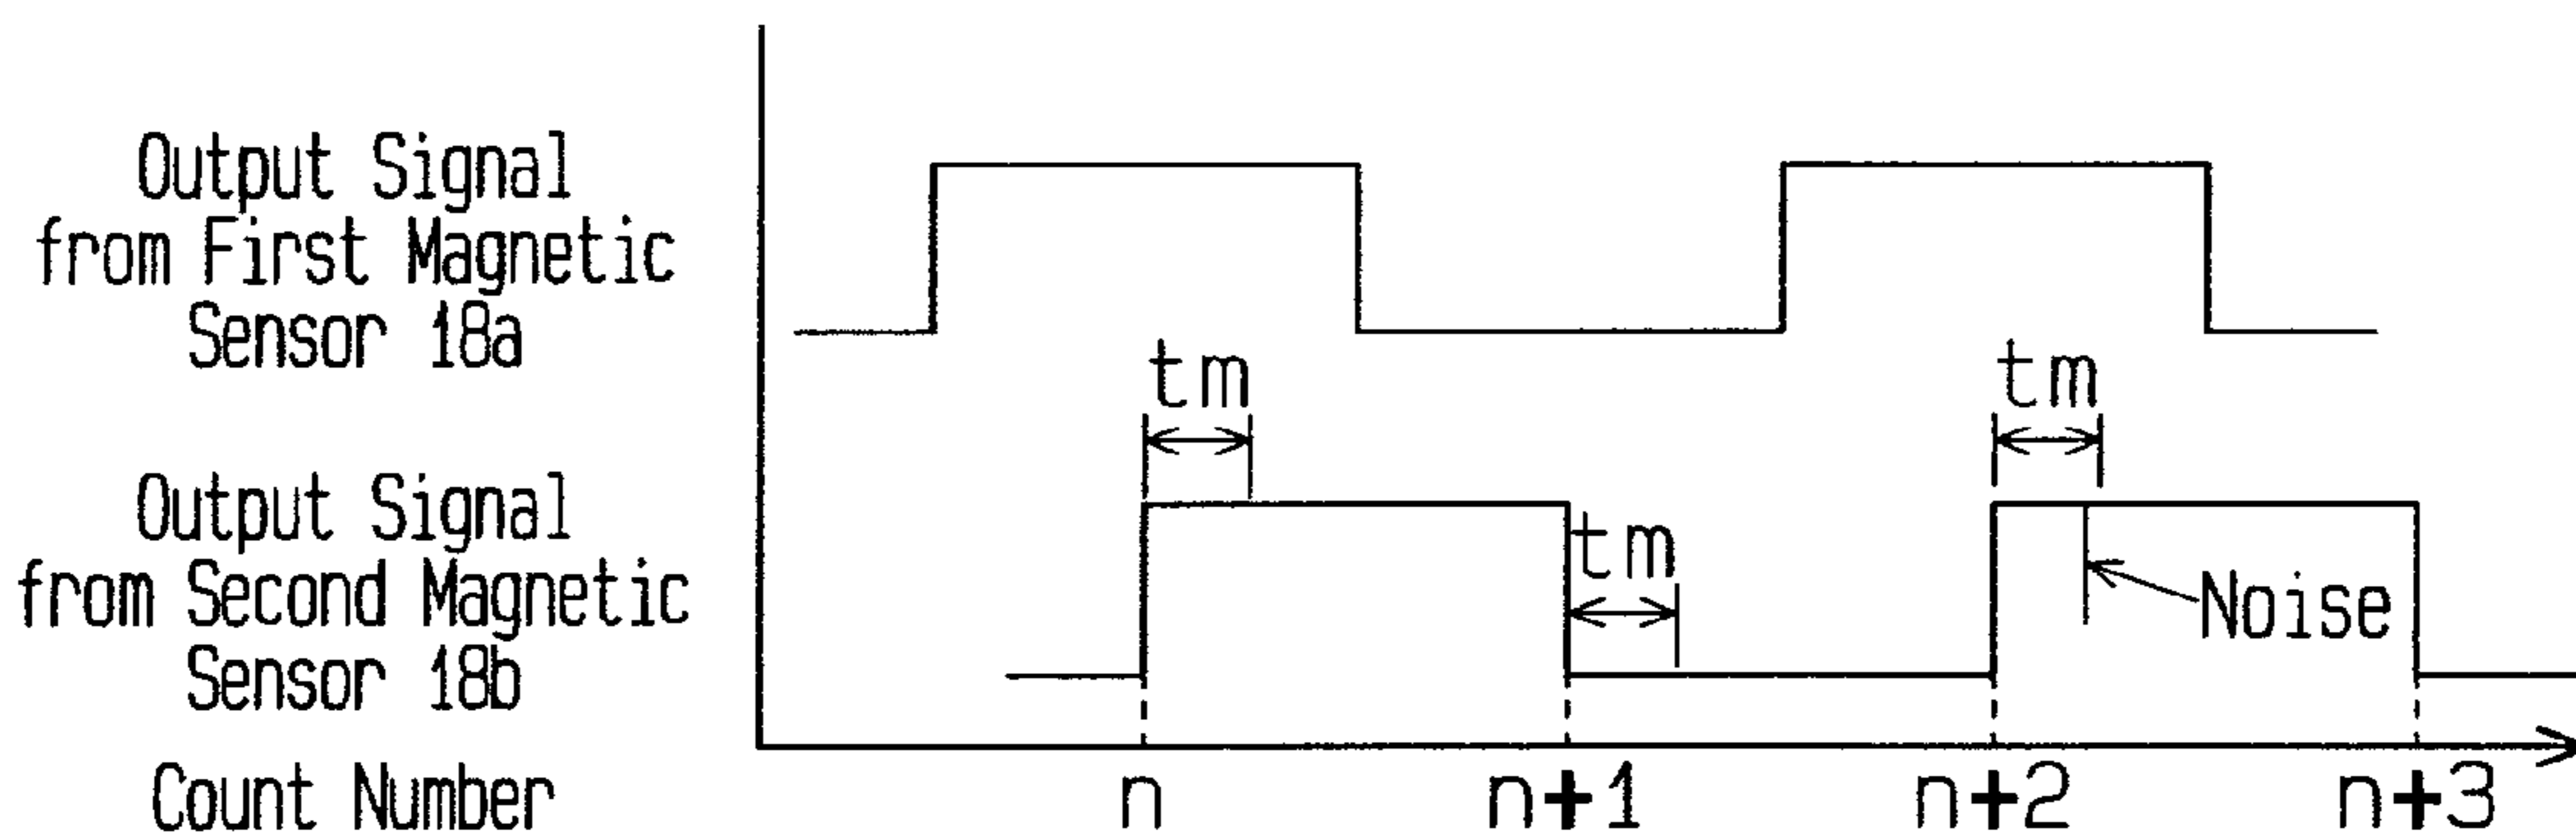 Output Signal
from First Magnetic
Sensor 18a
tm
tm
Output Signal
from Second Magnetic
Sensor 18b
tm
Noise
Count Number
n
n+1
n+2
n+3